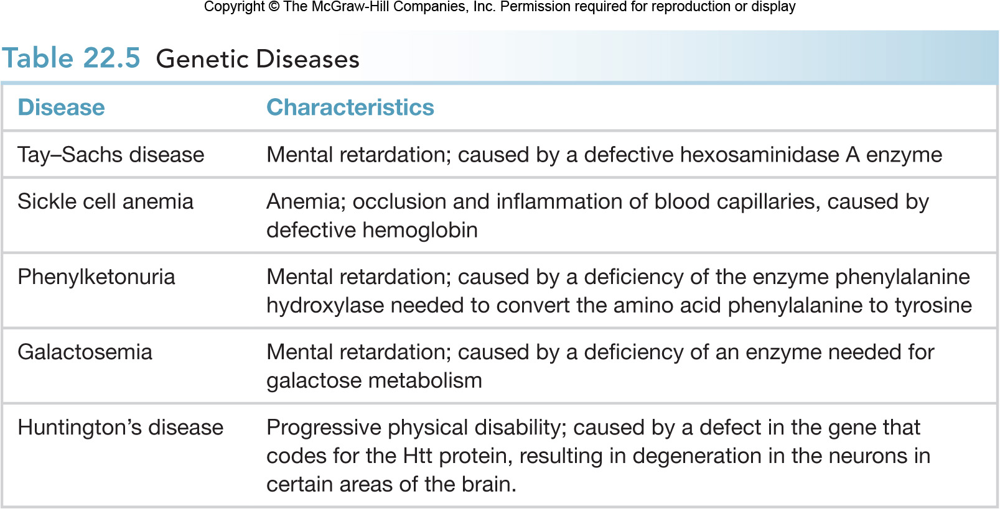 Copyright © The McGraw-Hill Companies, Inc. Permission required for reproduction or display
Table 22.5 Genetic Diseases
Disease Characteristics
Tay–Sachs disease Mental retardation; caused by a defective hexosaminidase A enzyme
Sickle cell anemia Anemia; occlusion and inflammation of blood capillaries, caused by
defective hemoglobin
Phenylketonuria Mental retardation; caused by a deficiency of the enzyme phenylalanine
hydroxylase needed to convert the amino acid phenylalanine to tyrosine
Galactosemia Mental retardation; caused by a deficiency of an enzyme needed for
galactose metabolism
Huntington’s disease Progressive physical disability; caused by a defect in the gene that
codes for the Htt protein, resulting in degeneration in the neurons in
certain areas of the brain.